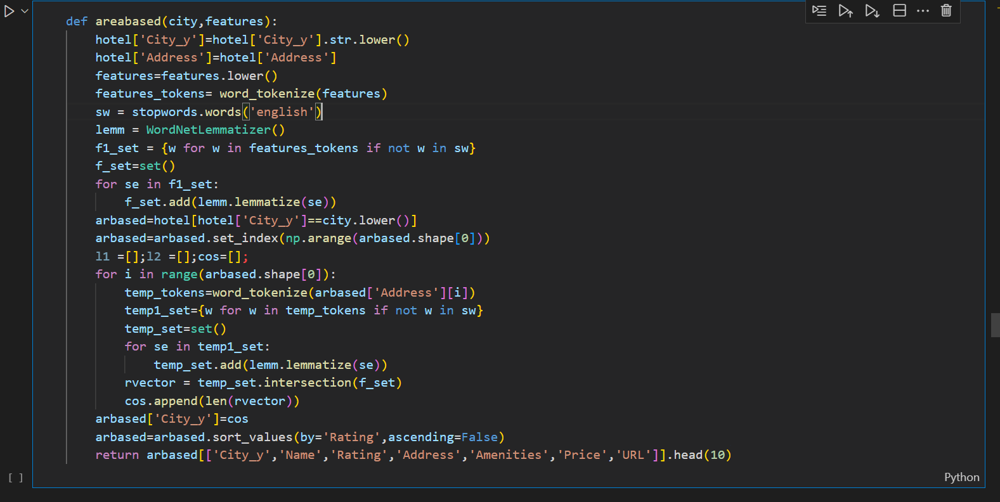 def areabased(city,features):
    hotel['City_y']=hotel['City_y'].str.lower()
    hotel['Address']=hotel['Address']
    features=features.lower()
    features_tokens= word_tokenize(features)
    sw = stopwords.words('english')
    lemm = WordNetLemmatizer()
    f1_set = {w for w in features_tokens if not w in sw}
    f_set=set()
    for se in f1_set:
        f_set.add(lemm.lemmatize(se))
    arbased=hotel[hotel['City_y']==city.lower()]
    arbased=arbased.set_index(np.arange(arbased.shape[0]))
    l1 =[];l2 =[];cos=[];
    for i in range(arbased.shape[0]):
        temp_tokens=word_tokenize(arbased['Address'][i])
        temp1_set={w for w in temp_tokens if not w in sw}
        temp_set=set()
        for se in temp1_set:
            temp_set.add(lemm.lemmatize(se))
        rvector = temp_set.intersection(f_set)
        cos.append(len(rvector))
    arbased['City_y']=cos
    arbased=arbased.sort_values(by='Rating',ascending=False)
    return arbased[['City_y','Name','Rating','Address','Amenities','Price','URL']].head(10)
[ ]
Python